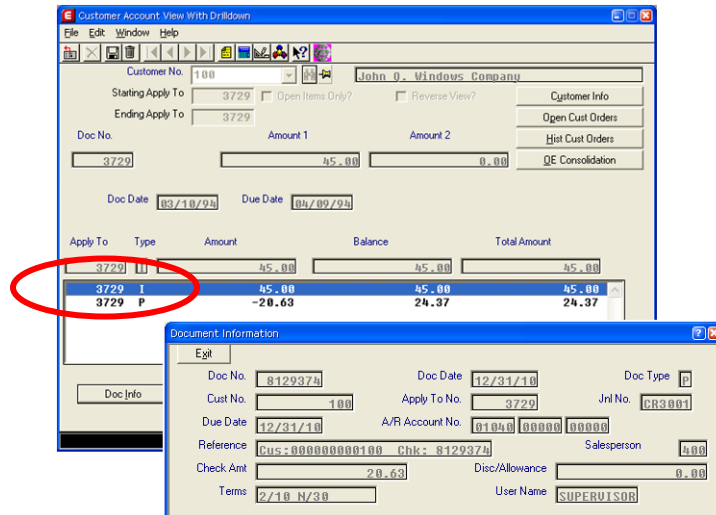 Customer Account View With Drilldown
File Edit Window Help
Customer No. 100 John Q. Windows Company
Starting Apply To 3729 Open Items Only? Reverse View? Customer Info
Ending Apply To 3729 Open Cust Orders
Doc No. Amount 1 Amount 2 Hist Cust Orders
3729 45.00 0.00 OE Consolidation
Doc Date 03/10/94 Due Date 04/09/94
Apply To Type Amount Balance Total Amount
3729 I 45.00 45.00 45.00
3729 I 45.00 45.00 45.00
3729 P -20.63 24.37 24.37
Doc Info
Document Information
Exit
Doc No. 8129374 Doc Date 12/31/10 Doc Type P
Cust No. 100 Apply To No. 3729 Jnl No. CR3001
Due Date 12/31/10 A/R Account No. 01040 00000 00000
Reference Cus:000000000100 Chk: 8129374 Salesperson 400
Check Amt 20.63 Disc/Allowance 0.00
Terms 2/10 N/30 User Name SUPERVISOR